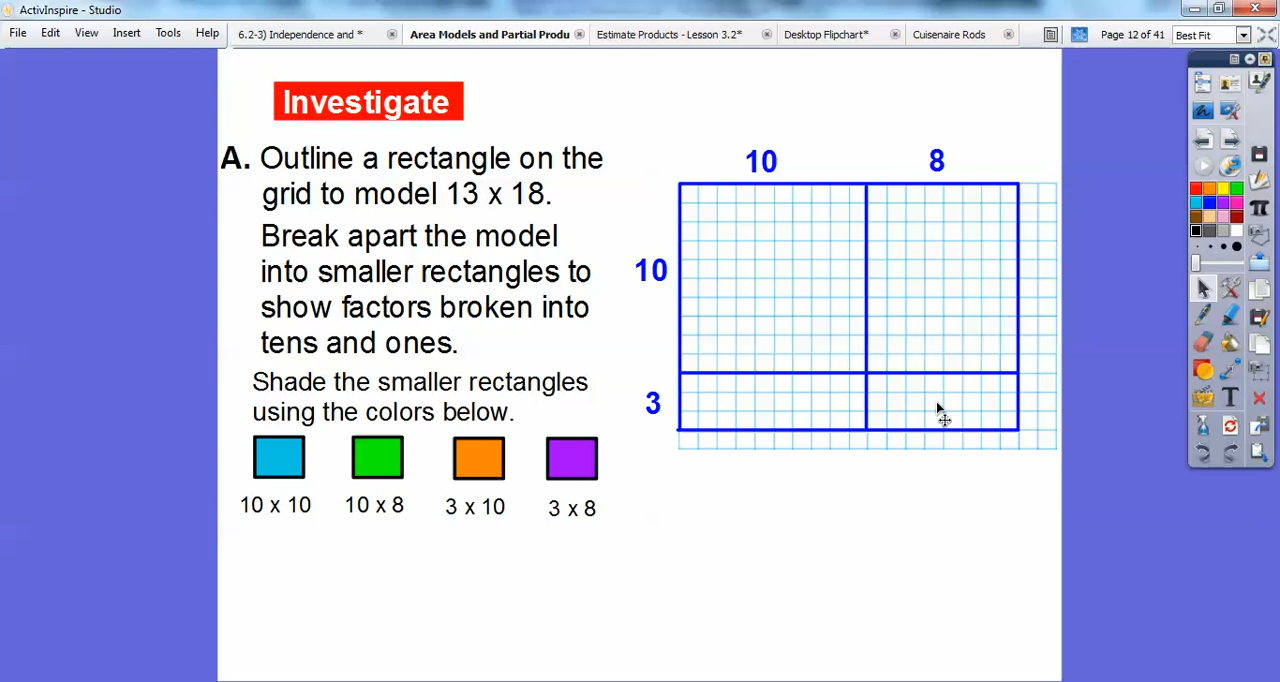 ActivInspire - Studio
File Edit View Insert Tools Help
6.2-3) Independence and * Area Models and Partial Produ Estimate Products - Lesson 3.2* Desktop Flipchart* Cuisenaire Rods Page 12 of 41 Best Fit
Investigate
A. Outline a rectangle on the
grid to model 13 x 18.
Break apart the model
into smaller rectangles to
show factors broken into
tens and ones.
Shade the smaller rectangles
using the colors below.
10 x 10 10 x 8 3 x 10 3 x 8
10 8
10
3